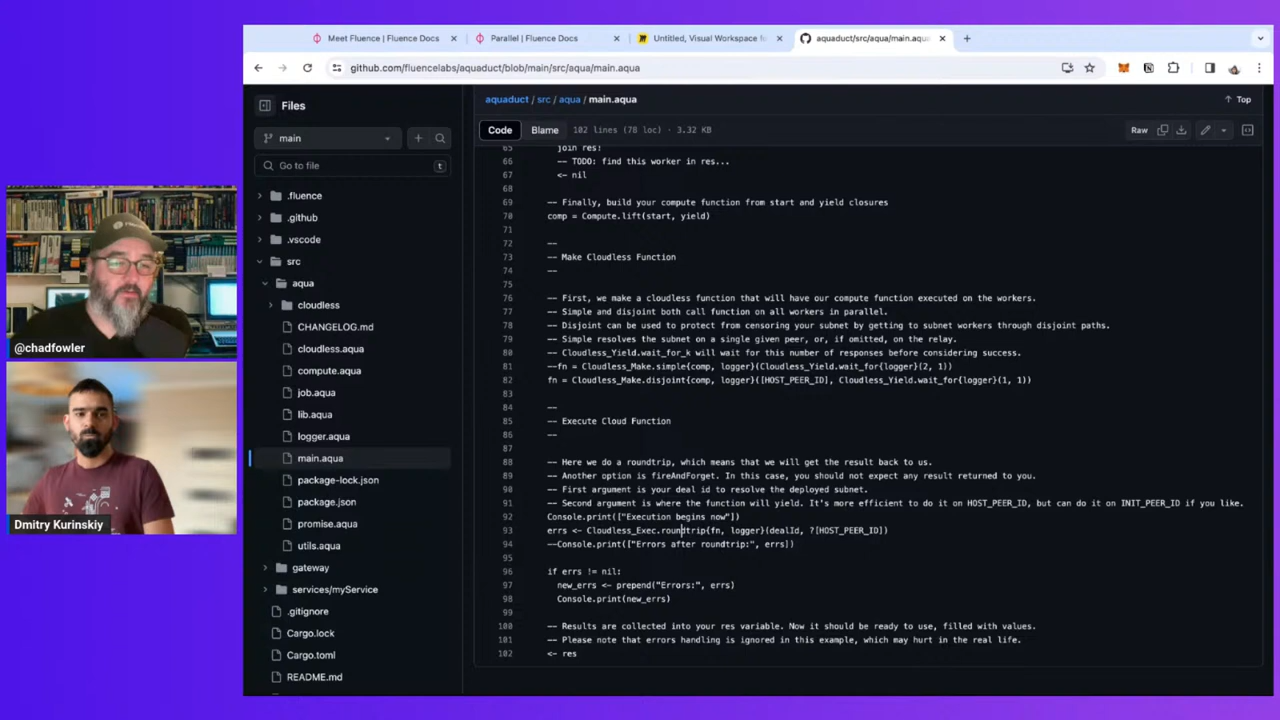 Meet Fluence | Fluence Docs
Parallel | Fluence Docs
Untitled, Visual Workspace fo
aquaduct/src/aqua/main.aqua
github.com/fluencelabs/aquaduct/blob/main/src/aqua/main.aqua
Files
main
Go to file
t
.fluence
.github
.vscode
src
aqua
cloudless
CHANGELOG.md
cloudless.aqua
compute.aqua
job.aqua
lib.aqua
logger.aqua
main.aqua
package-lock.json
package.json
promise.aqua
utils.aqua
gateway
services/myService
.gitignore
Cargo.lock
Cargo.toml
README.md
aquaduct / src / aqua / main.aqua
Top
Code
Blame
102 lines (78 loc) · 3.32 KB
Raw
65 join res!
66 -- TODO: find this worker in res...
67 <- nil
68
69 -- Finally, build your compute function from start and yield closures
70 comp = Compute.lift(start, yield)
71
72 --
73 -- Make Cloudless Function
74 --
75
76 -- First, we make a cloudless function that will have our compute function executed on the workers.
77 -- Simple and disjoint both call function on all workers in parallel.
78 -- Disjoint can be used to protect from censoring your subnet by getting to subnet workers through disjoint paths.
79 -- Simple resolves the subnet on a single given peer, or, if omitted, on the relay.
80 -- Cloudless_Yield.wait_for_k will wait for this number of responses before considering success.
81 --fn = Cloudless_Make.simple{comp, logger}(Cloudless_Yield.wait_for{logger}(2, 1))
82 fn = Cloudless_Make.disjoint{comp, logger}([HOST_PEER_ID], Cloudless_Yield.wait_for{logger}(1, 1))
83
84 --
85 -- Execute Cloud Function
86 --
87
88 -- Here we do a roundtrip, which means that we will get the result back to us.
89 -- Another option is fireAndForget. In this case, you should not expect any result returned to you.
90 -- First argument is your deal id to resolve the deployed subnet.
91 -- Second argument is where the function will yield. It's more efficient to do it on HOST_PEER_ID, but can do it on INIT_PEER_ID if you like.
92 Console.print(["Execution begins now"])
93 errs <- Cloudless_Exec.roundtrip{fn, logger}(dealId, ?[HOST_PEER_ID])
94 --Console.print(["Errors after roundtrip:", errs])
95
96 if errs != nil:
97 new_errs <- prepend("Errors:", errs)
98 Console.print(new_errs)
99
100 -- Results are collected into your res variable. Now it should be ready to use, filled with values.
101 -- Please note that errors handling is ignored in this example, which may hurt in the real life.
102 <- res
@chadfowler
Dmitry Kurinskiy